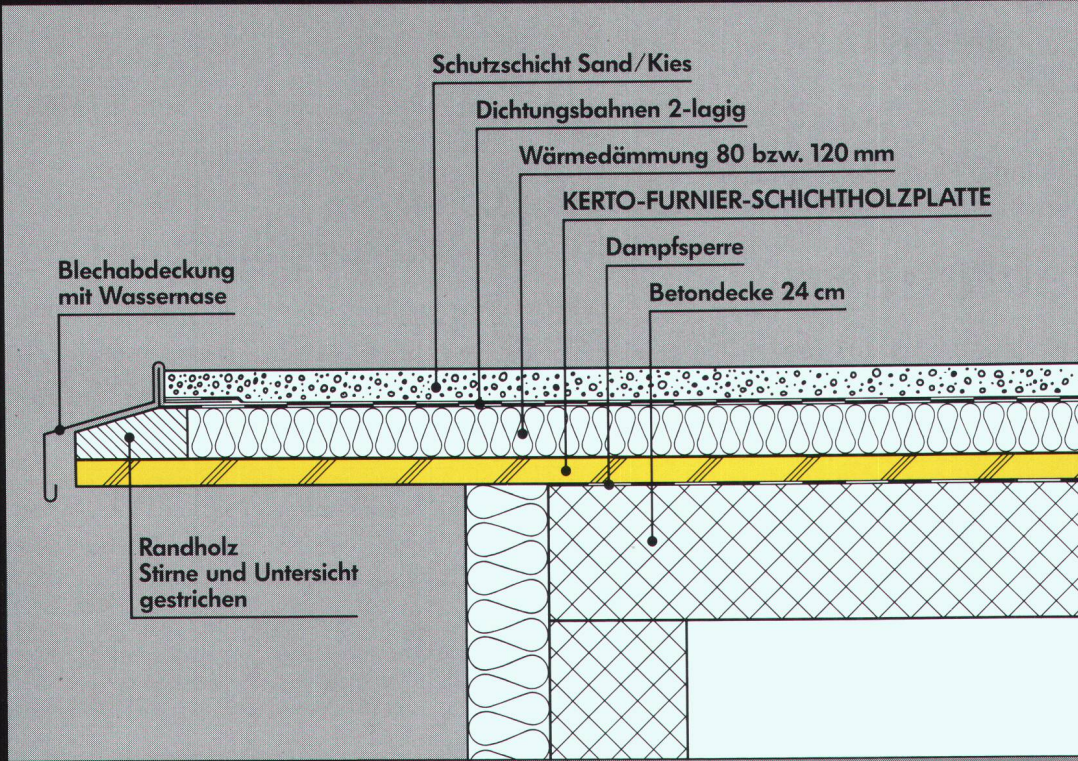 Schutzschicht Sand/Kies
Dichtungsbahnen 2-lagig
Wärmedämmung 80 bzw. 120 mm
KERTO-FURNIER-SCHICHTHOLZPLATTE
Dampfsperre
Betondecke 24 cm
Blechabdeckung
mit Wassernase
Randholz
Stirne und Untersicht
gestrichen